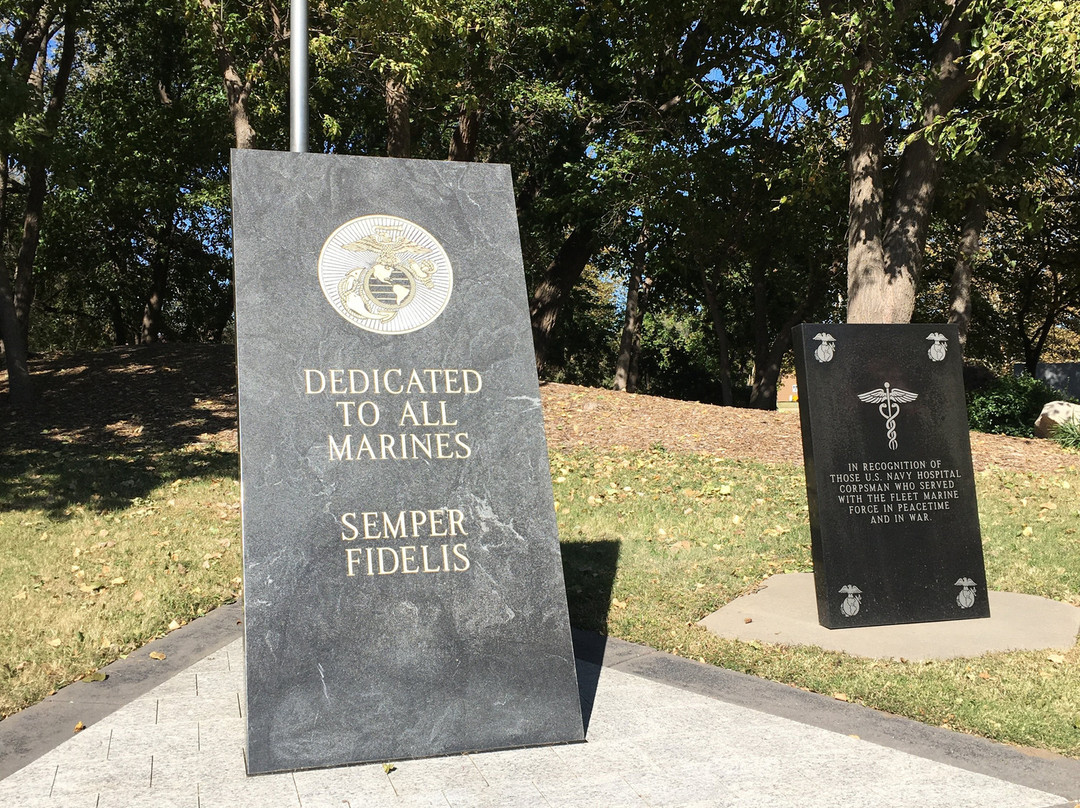 DEDICATED
TO ALL
MARINES
SEMPER
FIDELIS
IN RECOGNITION OF
THOSE U.S. NAVY HOSPITAL
CORPSMAN WHO SERVED
WITH THE FLEET MARINE
FORCE IN PEACETIME
AND IN WAR.